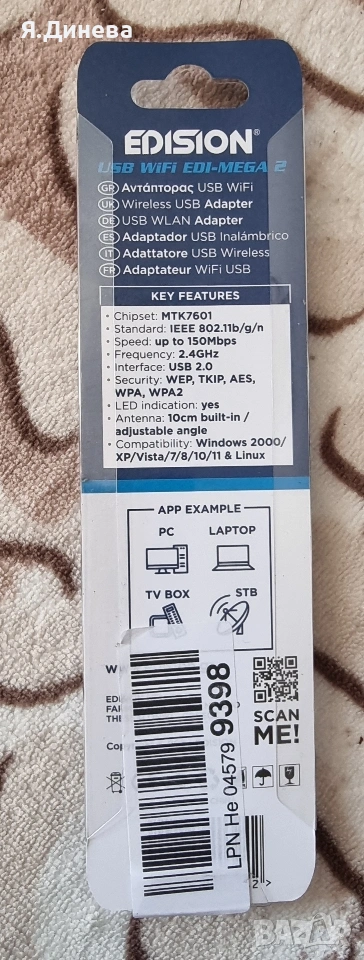 Я.Динева
EDISION®
USB WiFi EDI-MEGA 2
GR Αντάπτορας USB WiFi
UK Wireless USB Adapter
DE USB WLAN Adapter
ES Adaptador USB Inalámbrico
IT Adattatore USB Wireless
FR Adaptateur WiFi USB
KEY FEATURES
• Chipset: MTK7601
• Standard: IEEE 802.11b/g/n
• Speed: up to 150Mbps
• Frequency: 2.4GHz
• Interface: USB 2.0
• Security: WEP, TKIP, AES,
WPA, WPA2
• LED indication: yes
• Antenna: 10cm built-in /
adjustable angle
• Compatibility: Windows 2000/
XP/Vista/7/8/10/11 & Linux
APP EXAMPLE
PC LAPTOP
TV BOX STB
SCAN
ME!
LPN He 04579 9398
2>
BAZAR